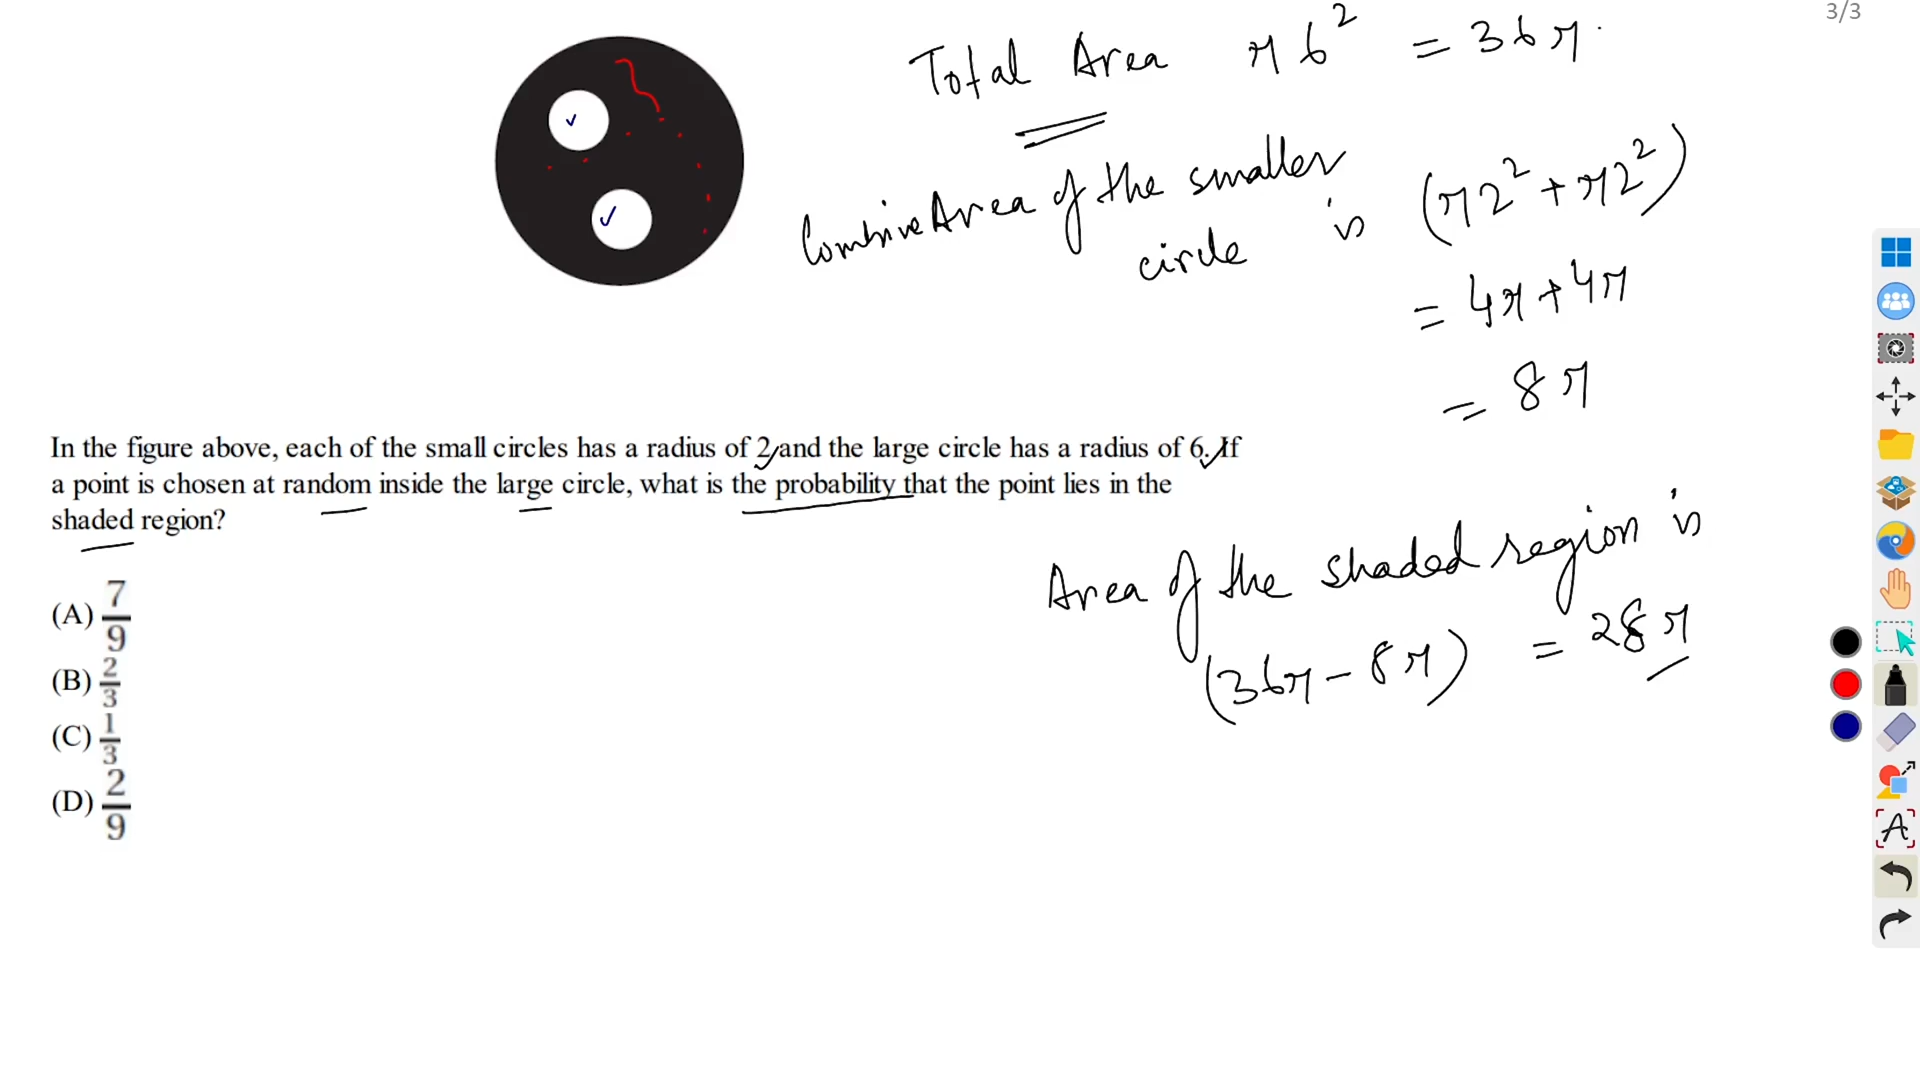 3/3
Total Area π6² = 36π.
Combine Area of the smaller circle is (π2² + π2²)
= 4π + 4π
= 8π
In the figure above, each of the small circles has a radius of 2 and the large circle has a radius of 6. If
a point is chosen at random inside the large circle, what is the probability that the point lies in the
shaded region?
Area of the shaded region is
(36π - 8π) = 28π
(A) 7/9
(B) 2/3
(C) 1/3
(D) 2/9